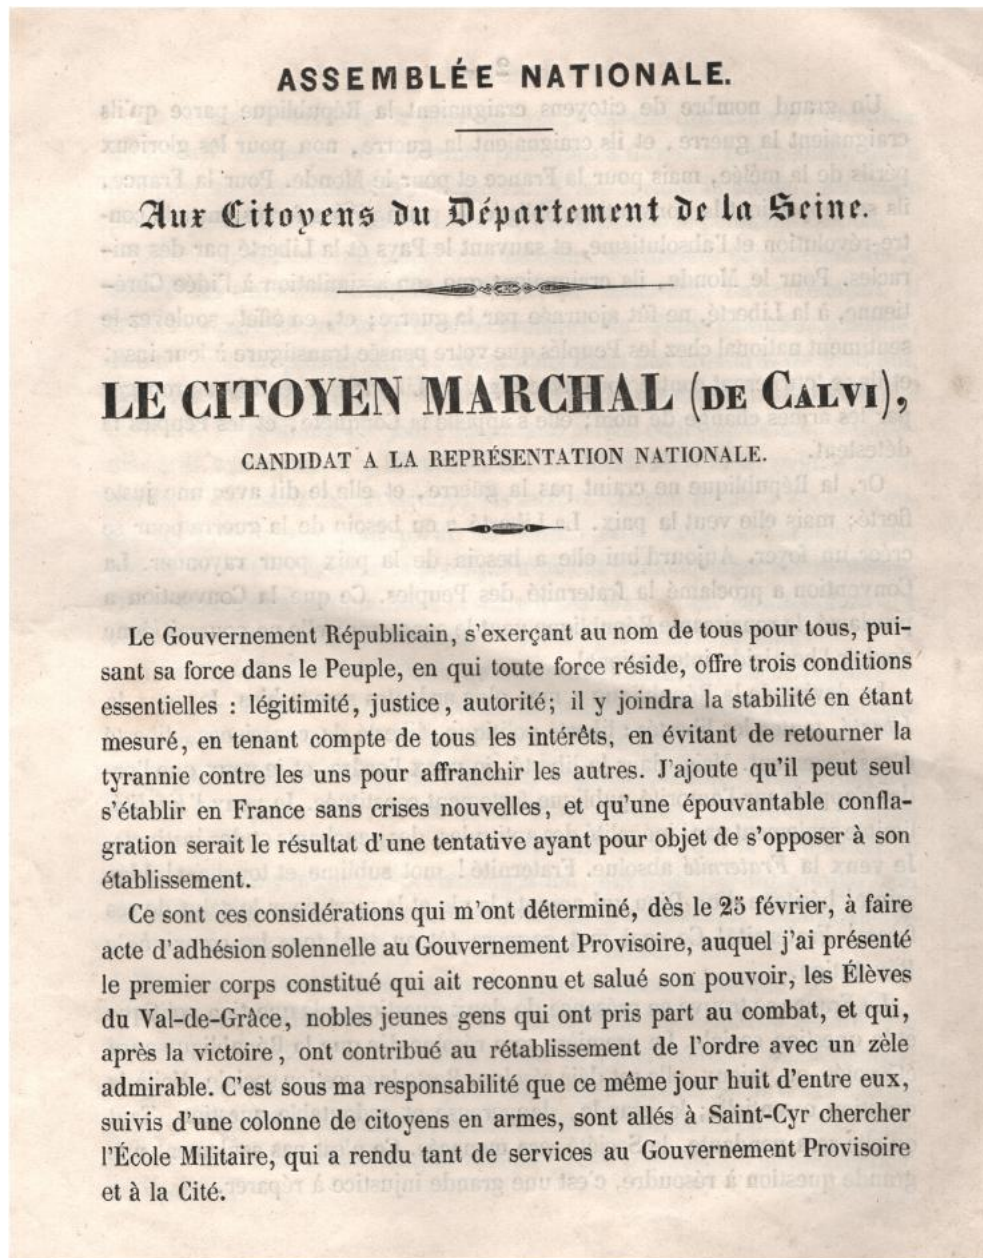 ASSEMBLÉE NATIONALE.
Aux Citoyens du Département de la Seine.
LE CITOYEN MARCHAL (DE CALVI),
CANDIDAT A LA REPRÉSENTATION NATIONALE.
Le Gouvernement Républicain, s'exerçant au nom de tous pour tous, pui-
sant sa force dans le Peuple, en qui toute force réside, offre trois conditions
essentielles : légitimité, justice, autorité; il y joindra la stabilité en étant
mesuré, en tenant compte de tous les intérêts, en évitant de retourner la
tyrannie contre les uns pour affranchir les autres. J'ajoute qu'il peut seul
s'établir en France sans crises nouvelles, et qu'une épouvantable confla-
gration serait le résultat d'une tentative ayant pour objet de s'opposer à son
établissement.
Ce sont ces considérations qui m'ont déterminé, dès le 25 février, à faire
acte d'adhésion solennelle au Gouvernement Provisoire, auquel j'ai présenté
le premier corps constitué qui ait reconnu et salué son pouvoir, les Élèves
du Val-de-Grâce, nobles jeunes gens qui ont pris part au combat, et qui,
après la victoire, ont contribué au rétablissement de l'ordre avec un zèle
admirable. C'est sous ma responsabilité que ce même jour huit d'entre eux,
suivis d'une colonne de citoyens en armes, sont allés à Saint-Cyr chercher
l'École Militaire, qui a rendu tant de services au Gouvernement Provisoire
et à la Cité.